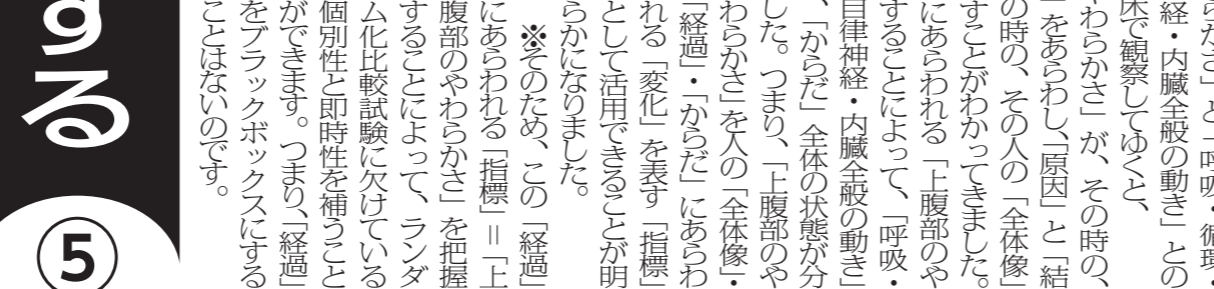 らかさ」と「呼吸・循環・
経・内臓全般の動き」との
床で観察してゆくと、
やわらかさ」が、その時の、
」をあらわし、「原因」と「結
の時の、その人の「全体像」
すことがわかってきました。
にあらわれる「上腹部のや
することによって、「呼吸・
自律神経・内臓全般の動き」
、「からだ」全体の状態が分
した。つまり、「上腹部のや
わらかさ」を人の「全体像」・
「経過」・「からだ」にあらわ
れる「変化」を表す「指標」
として活用できることが明
らかになりました。
※そのため、この「経過」
にあらわれる「指標」=「上
腹部のやわらかさ」を把握
することによって、ランダ
ム化比較試験に欠けている
個別性と即時性を補うこと
ができます。つまり、「経過」
をブラックボックスにする
ことはないのです。
する ⑤